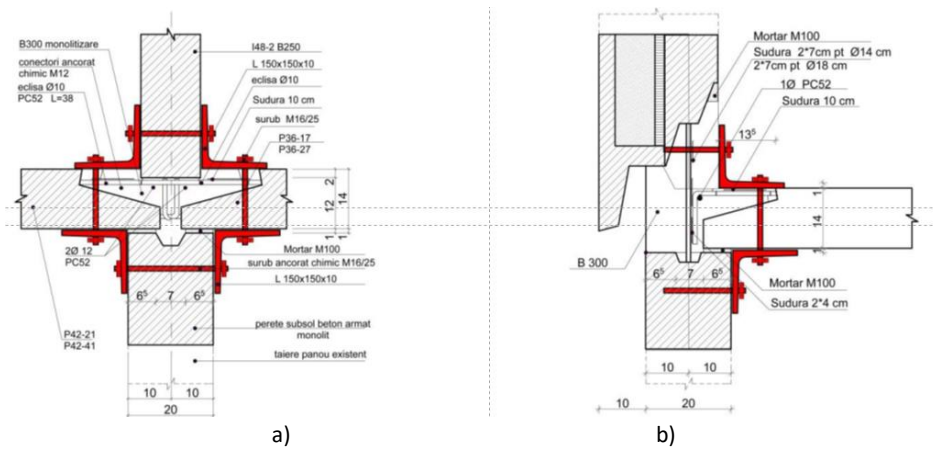 B300 monolitizare
conectori ancorat
chimic M12
eclisa Ø10
PC52 L=38
I48-2 B250
L 150x150x10
eclisa Ø10
Sudura 10 cm
surub M16/25
P36-17
P36-27
2
12
14
1
1
2Ø 12
PC52
Mortar M100
surub ancorat chimic M16/25
L 150x150x10
6⁵ 7 6⁵
P42-21
P42-41
perete subsol beton armat
monolit
taiere panou existent
10 10
20
a)
Mortar M100
Sudura 2*7cm pt Ø14 cm
2*7cm pt Ø18 cm
1Ø PC52
Sudura 10 cm
13⁵
1
14
1
B 300
6⁵ 7 6⁵
Mortar M100
Sudura 2*4 cm
10 10
10 20
b)